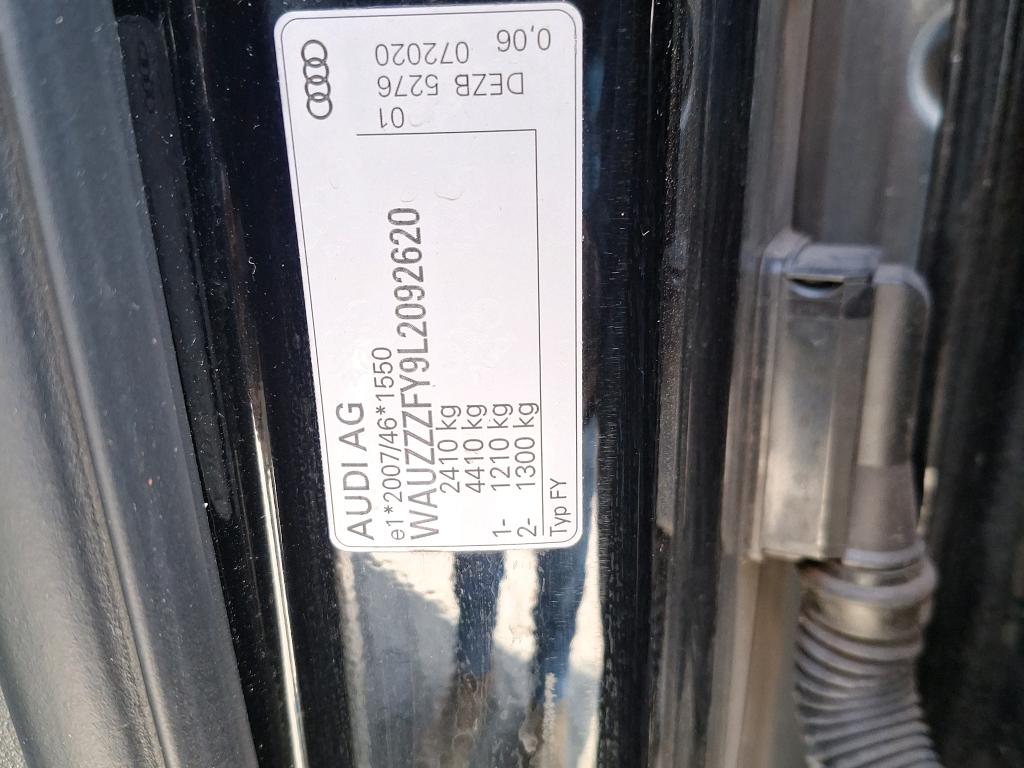 AUDI AG
e1*2007/46*1550
WAUZZZFY9L2092620
2410 kg
4410 kg
1- 1210 kg
2- 1300 kg
Typ FY
01
DEZB 5276
072020
0,06